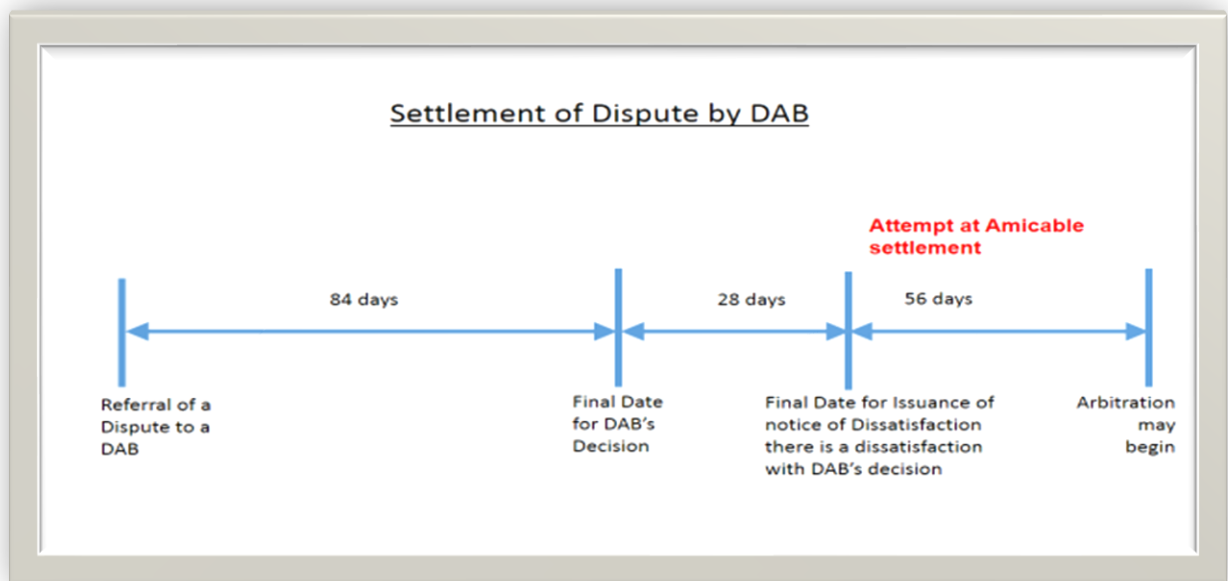 Settlement of Dispute by DAB
Attempt at Amicable
settlement
84 days
28 days
56 days
Referral of a
Dispute to a
DAB
Final Date
for DAB's
Decision
Final Date for Issuance of
notice of Dissatisfaction
there is a dissatisfaction
with DAB's decision
Arbitration
may
begin